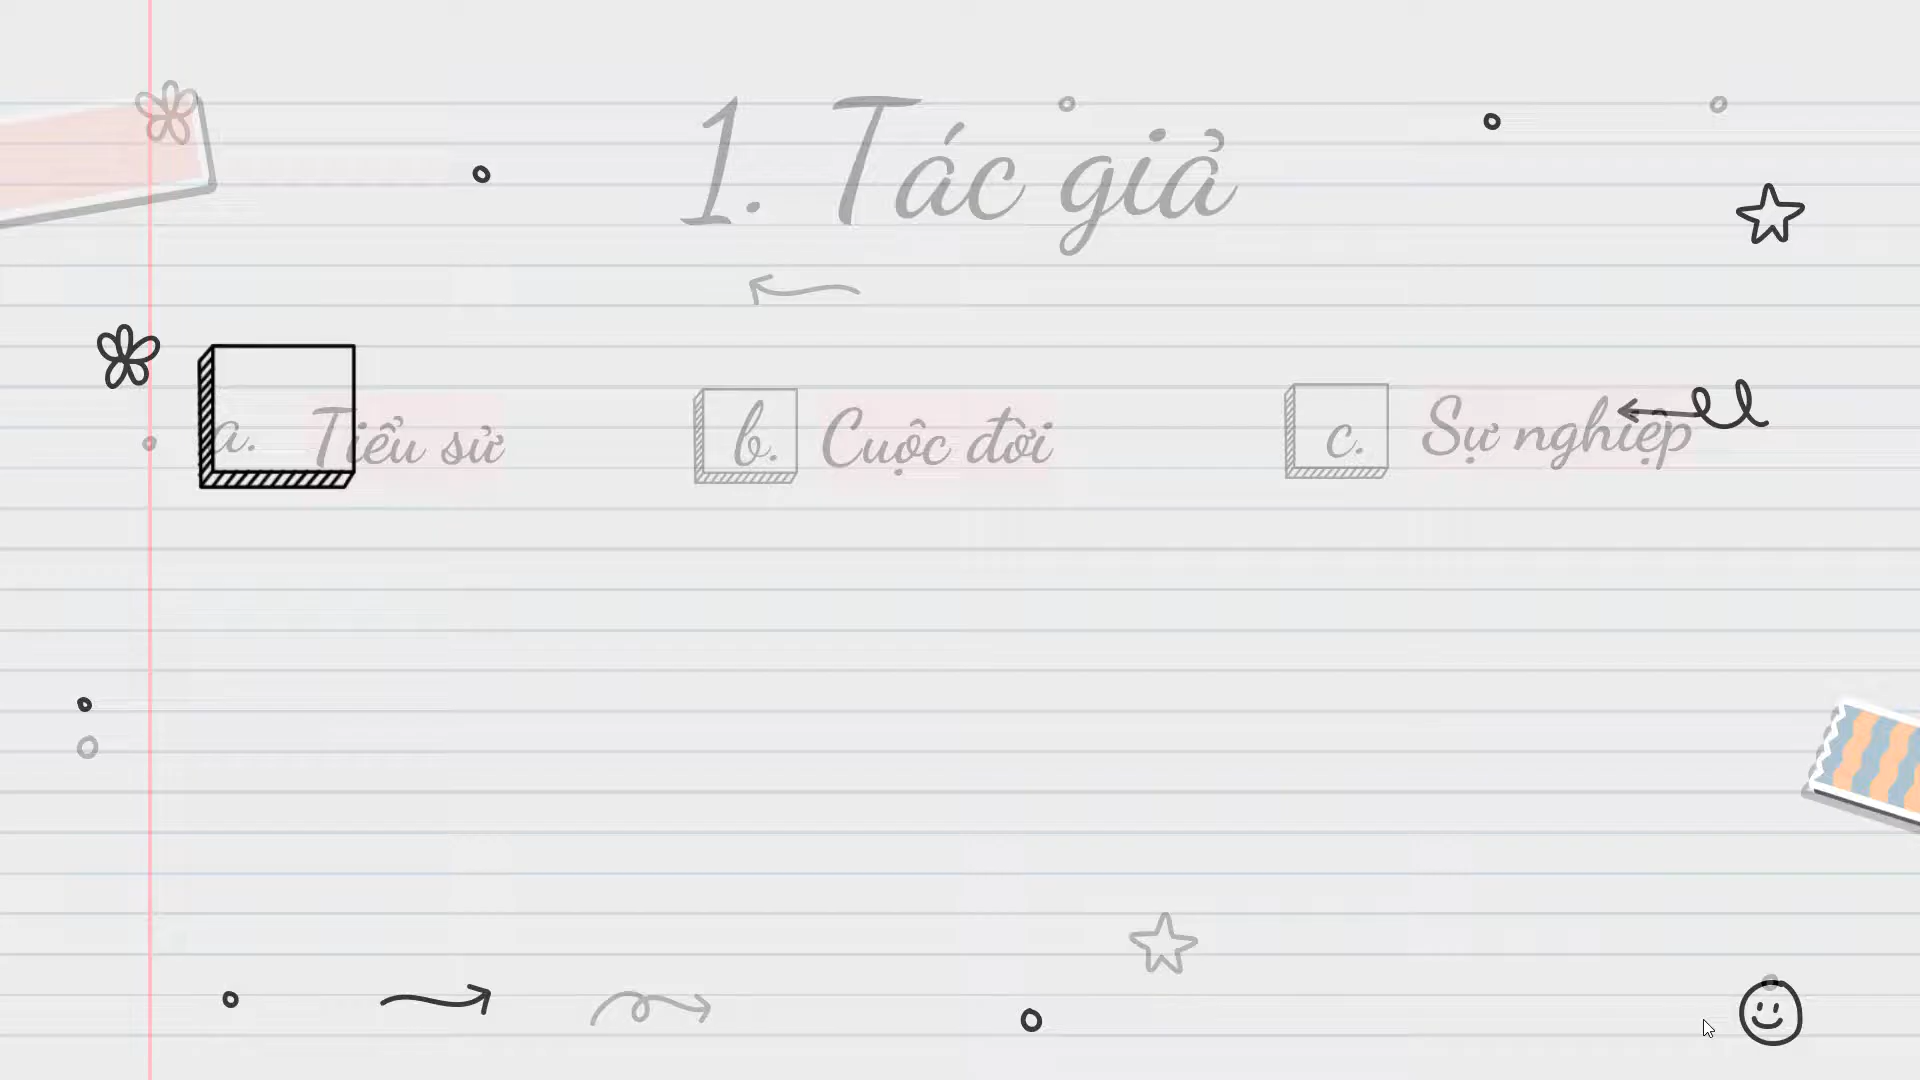 1. Tác giả
a. Tiểu sử
b. Cuộc đời
c. Sự nghiệp